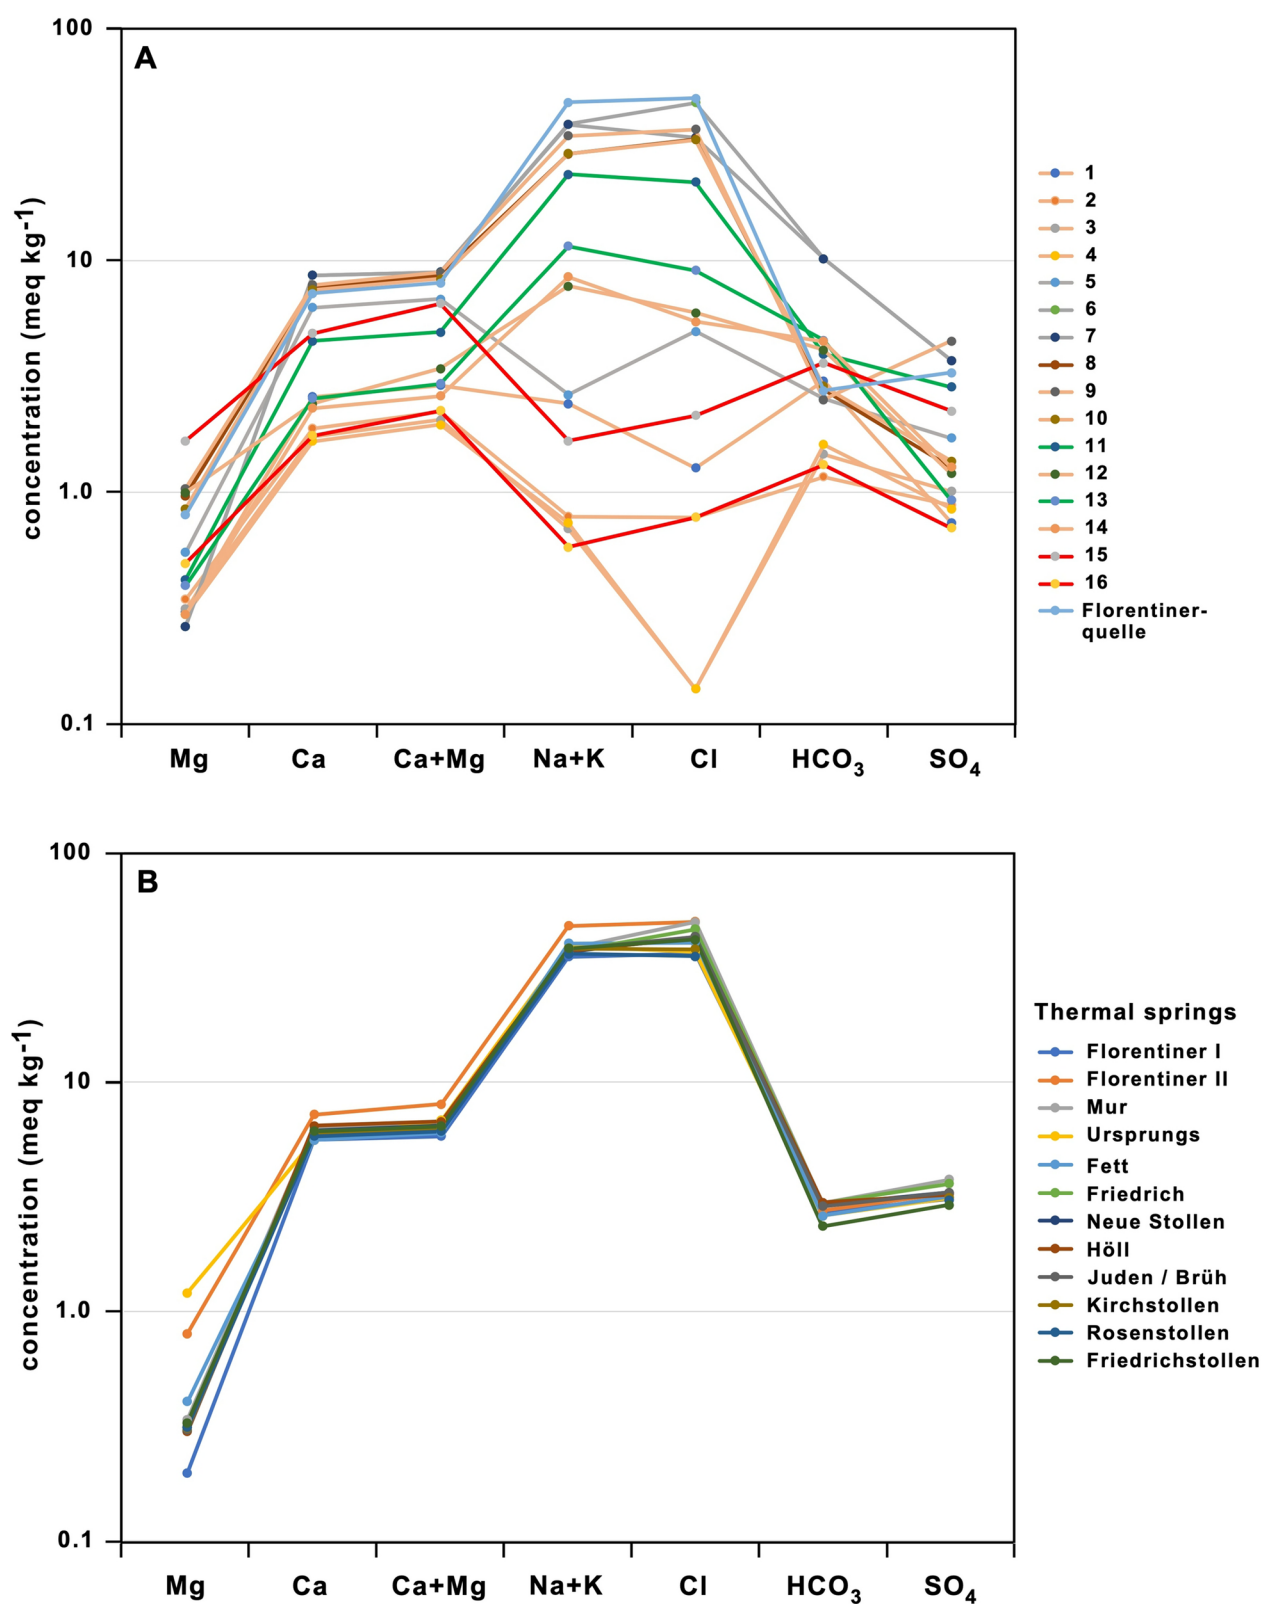 A
100
10
1.0
0.1
concentration (meq kg-1)
Mg
Ca
Ca+Mg
Na+K
Cl
HCO3
SO4
1
2
3
4
5
6
7
8
9
10
11
12
13
14
15
16
Florentiner-
quelle
B
100
10
1.0
0.1
concentration (meq kg-1)
Mg
Ca
Ca+Mg
Na+K
Cl
HCO3
SO4
Thermal springs
Florentiner I
Florentiner II
Mur
Ursprungs
Fett
Friedrich
Neue Stollen
Höll
Juden / Brüh
Kirchstollen
Rosenstollen
Friedrichstollen